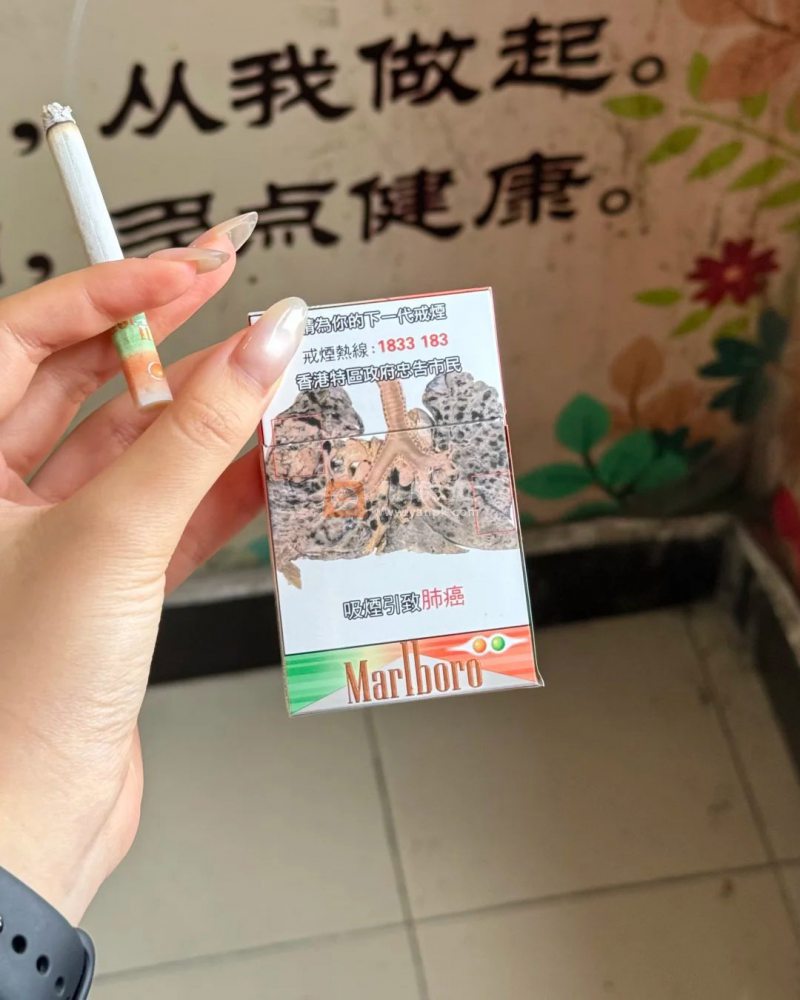 ，从我做起。
，多点健康。
請為你的下一代戒煙
戒煙熱線：1833 183
香港特區政府忠告市民
吸煙引致肺癌
Marlboro